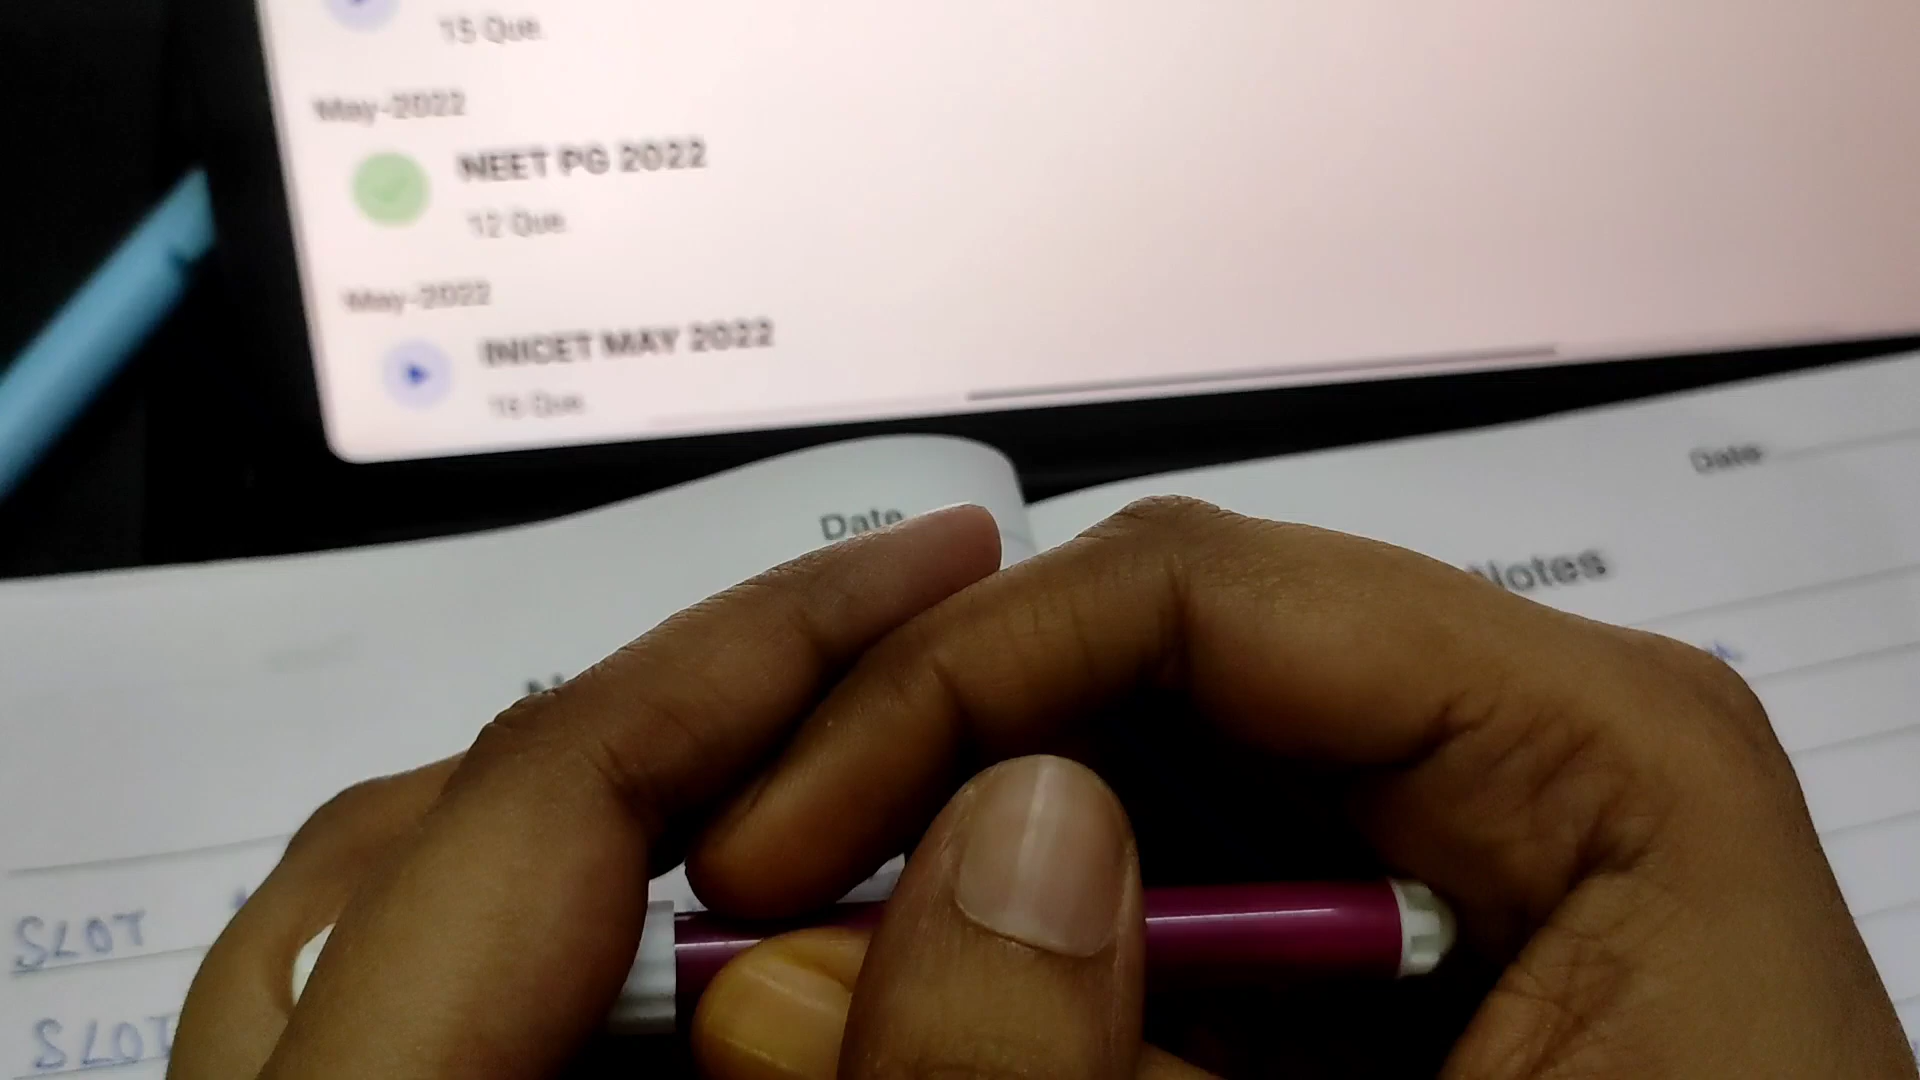 15 Que.
May-2022
NEET PG 2022
12 Que.
May-2022
INICET MAY 2022
16 Que.
Date
Date
Notes
SLOT
SLOT